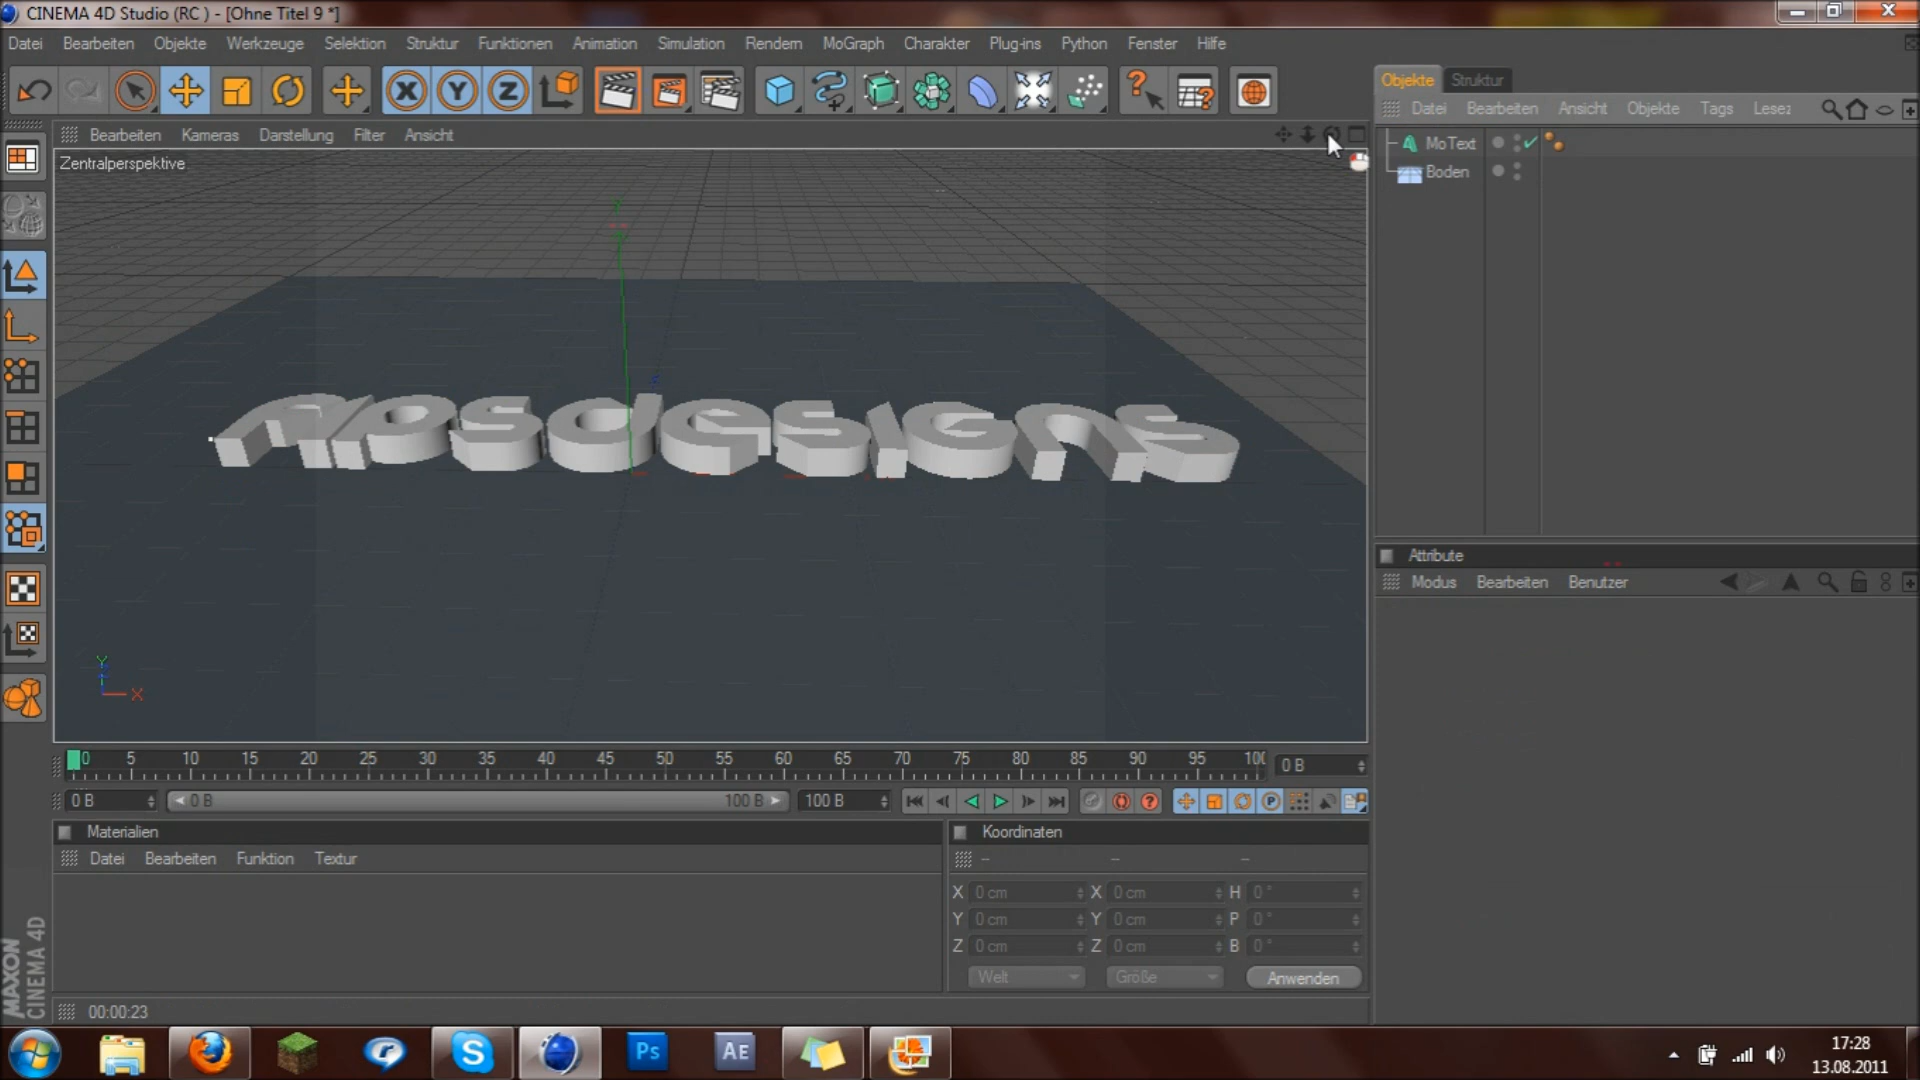 CINEMA 4D Studio (RC ) - [Ohne Titel 9 *]
Datei Bearbeiten Objekte Werkzeuge Selektion Struktur Funktionen Animation Simulation Rendern MoGraph Charakter Plug-ins Python Fenster Hilfe
Objekte Struktur
Datei Bearbeiten Ansicht Objekte Tags Lesez
Bearbeiten Kameras Darstellung Filter Ansicht
MoText
Boden
Zentralperspektive
Y
X
Attribute
Modus Bearbeiten Benutzer
0 5 10 15 20 25 30 35 40 45 50 55 60 65 70 75 80 85 90 95 100 0 B
0 B 0 B 100 B 100 B
Materialien
Datei Bearbeiten Funktion Textur
Koordinaten
-- -- --
X 0 cm X 0 cm H 0 °
Y 0 cm Y 0 cm P 0 °
Z 0 cm Z 0 cm B 0 °
Welt Größe Anwenden
MAXON
CINEMA 4D
00:00:23
Ps AE
17:28
13.08.2011